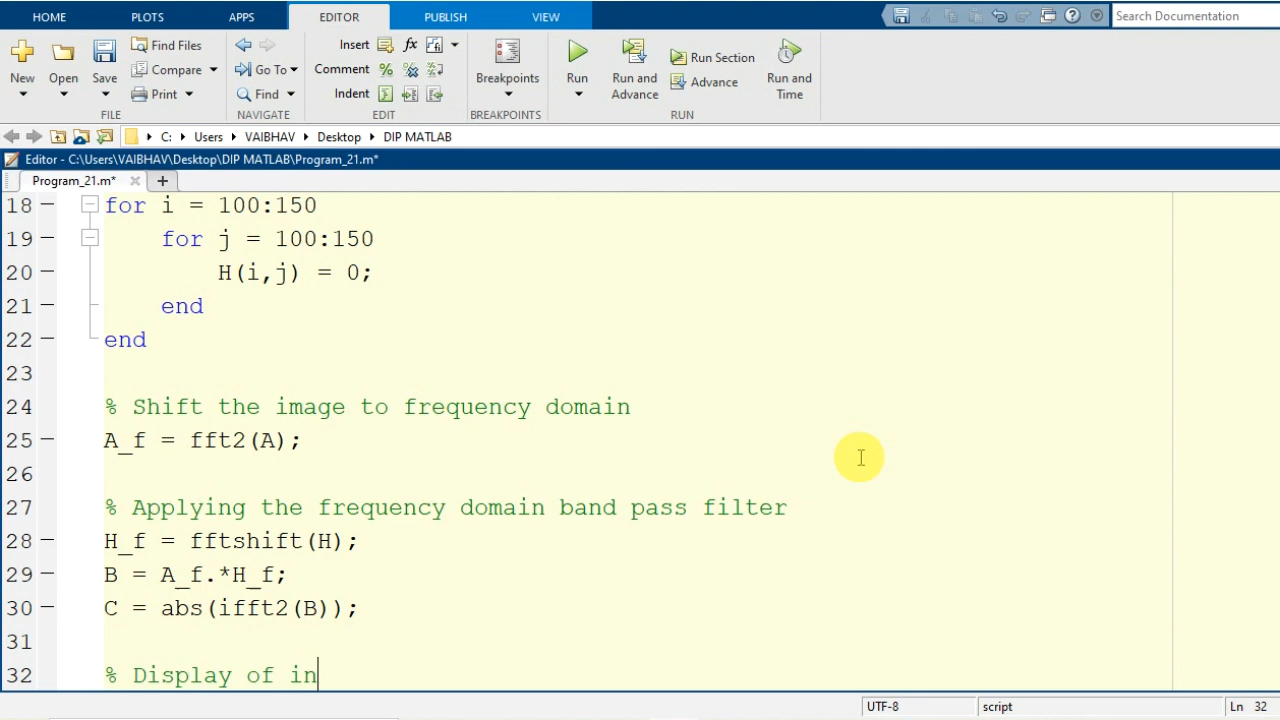 HOME PLOTS APPS EDITOR PUBLISH VIEW Search Documentation
New Open Save Find Files Compare Print
Insert fx Comment % Indent
Go To Find
Breakpoints Run Run and Advance Run Section Advance Run and Time
FILE NAVIGATE EDIT BREAKPOINTS RUN
C: Users VAIBHAV Desktop DIP MATLAB
Editor - C:\Users\VAIBHAV\Desktop\DIP MATLAB\Program_21.m*
Program_21.m* +
18 for i = 100:150
19 for j = 100:150
20 H(i,j) = 0;
21 end
22 end
23
24 % Shift the image to frequency domain
25 A_f = fft2(A);
26
27 % Applying the frequency domain band pass filter
28 H_f = fftshift(H);
29 B = A_f.*H_f;
30 C = abs(ifft2(B));
31
32 % Display of in
UTF-8 script Ln 32